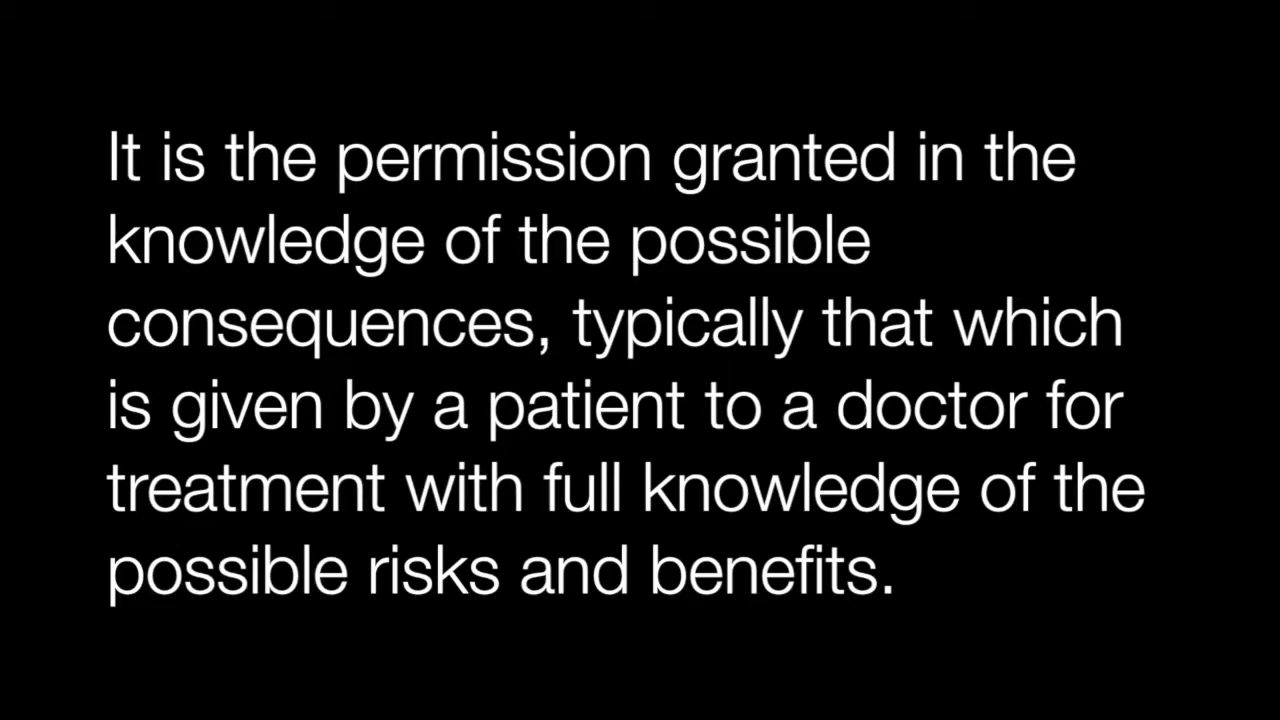 It is the permission granted in the
knowledge of the possible
consequences, typically that which
is given by a patient to a doctor for
treatment with full knowledge of the
possible risks and benefits.